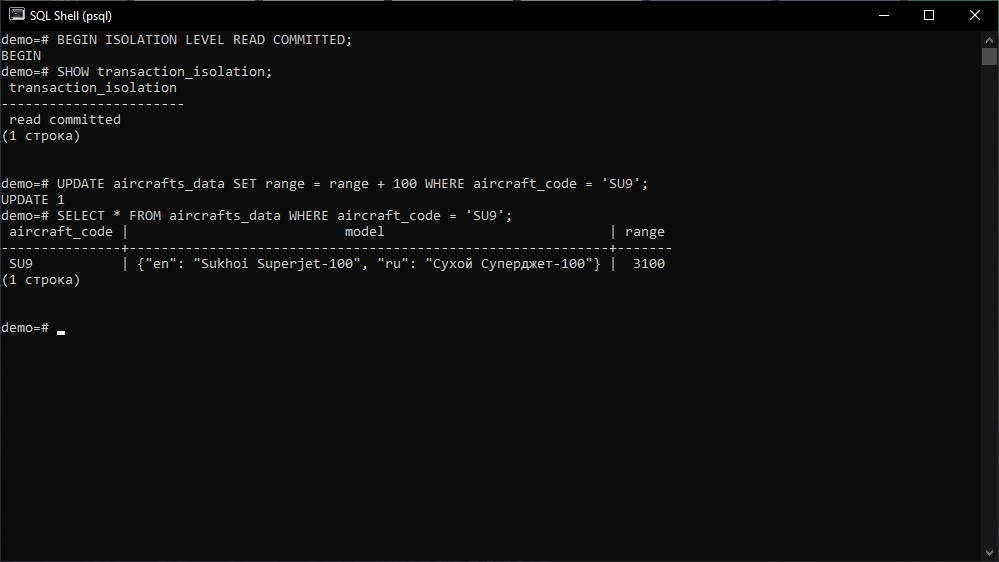 SQL Shell (psql)
demo=# BEGIN ISOLATION LEVEL READ COMMITTED;
BEGIN
demo=# SHOW transaction_isolation;
 transaction_isolation
-----------------------
 read committed
(1 строка)
demo=# UPDATE aircrafts_data SET range = range + 100 WHERE aircraft_code = 'SU9';
UPDATE 1
demo=# SELECT * FROM aircrafts_data WHERE aircraft_code = 'SU9';
 aircraft_code |                           model                            | range
---------------+------------------------------------------------------------+-------
 SU9           | {"en": "Sukhoi Superjet-100", "ru": "Сухой Суперджет-100"} |  3100
(1 строка)
demo=#